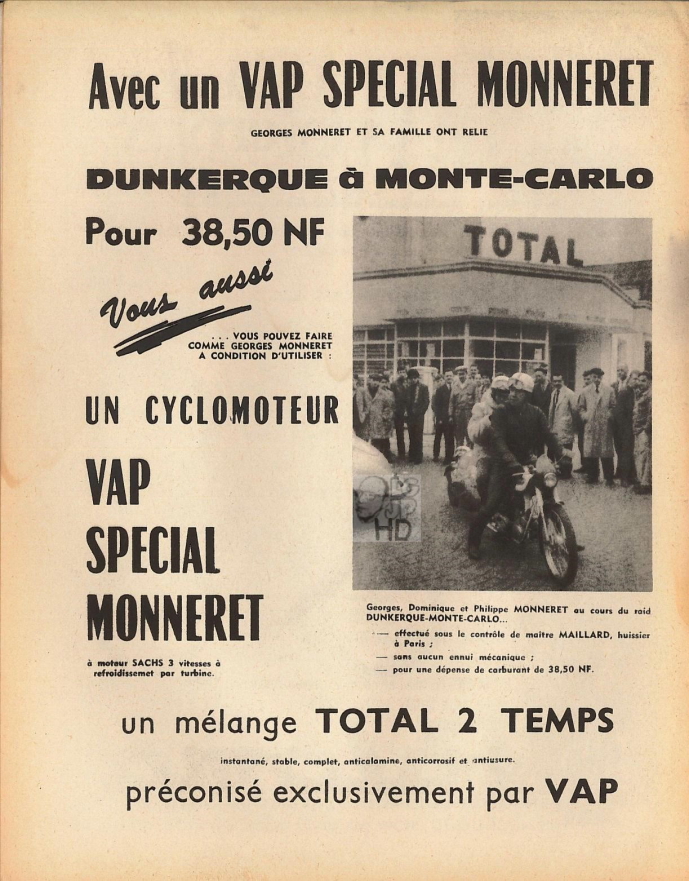 Avec un VAP SPECIAL MONNERET
GEORGES MONNERET ET SA FAMILLE ONT RELIE
DUNKERQUE à MONTE-CARLO
Pour 38,50 NF
Vous aussi
... VOUS POUVEZ FAIRE
COMME GEORGES MONNERET
A CONDITION D'UTILISER :
UN CYCLOMOTEUR
VAP
SPECIAL
MONNERET
à moteur SACHS 3 vitesses à
refroidissemet par turbine.
TOTAL
HD
Georges, Dominique et Philippe MONNERET au cours du raid
DUNKERQUE-MONTE-CARLO...
— effectué sous le contrôle de maître MAILLARD, huissier
à Paris ;
— sans aucun ennui mécanique ;
— pour une dépense de carburant de 38,50 NF.
un mélange TOTAL 2 TEMPS
instantané, stable, complet, anticalamine, anticorrosif et antiusure.
préconisé exclusivement par VAP